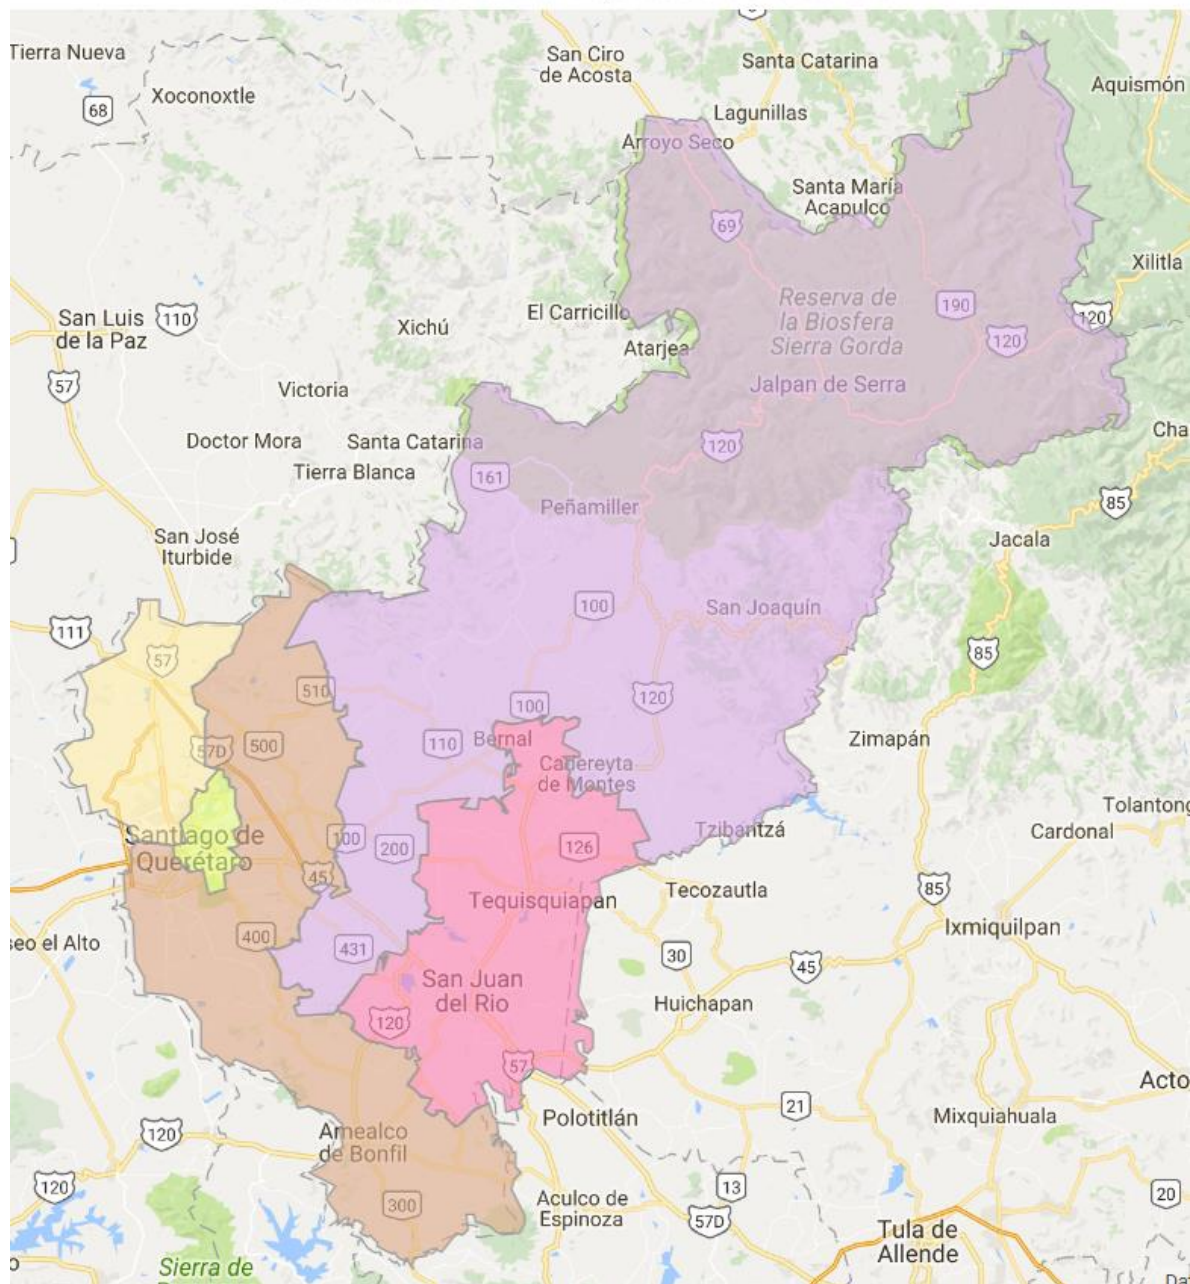 Tierra Nueva
68
Xoconoxtle
San Ciro
de Acosta
Santa Catarina
Lagunillas
Aquismón
Arroyo Seco
Santa María
Acapulco
69
Xilitla
Reserva de
la Biosfera
Sierra Gorda
190
120
120
San Luis
de la Paz
110
57
Xichú
El Carricillo
Atarjea
Jalpan de Serra
Victoria
Doctor Mora
Santa Catarina
Tierra Blanca
120
161
Cha
85
Peñamiller
San José
Iturbide
Jacala
100
San Joaquín
111
57
85
510
120
100
57D
500
110
Bernal
Zimapán
Cadereyta
de Montes
Tolantong
Santiago de
Querétaro
100
200
126
Tzibantzá
Cardonal
45
Tequisquiapan
Tecozautla
85
Ixmiquilpan
seo el Alto
400
431
30
45
San Juan
del Rio
Huichapan
120
57
Acto
21
Polotitlán
Mixquiahuala
120
Amealco
de Bonfil
120
300
Aculco de
Espinoza
13
57D
20
Tula de
Allende
Sierra de